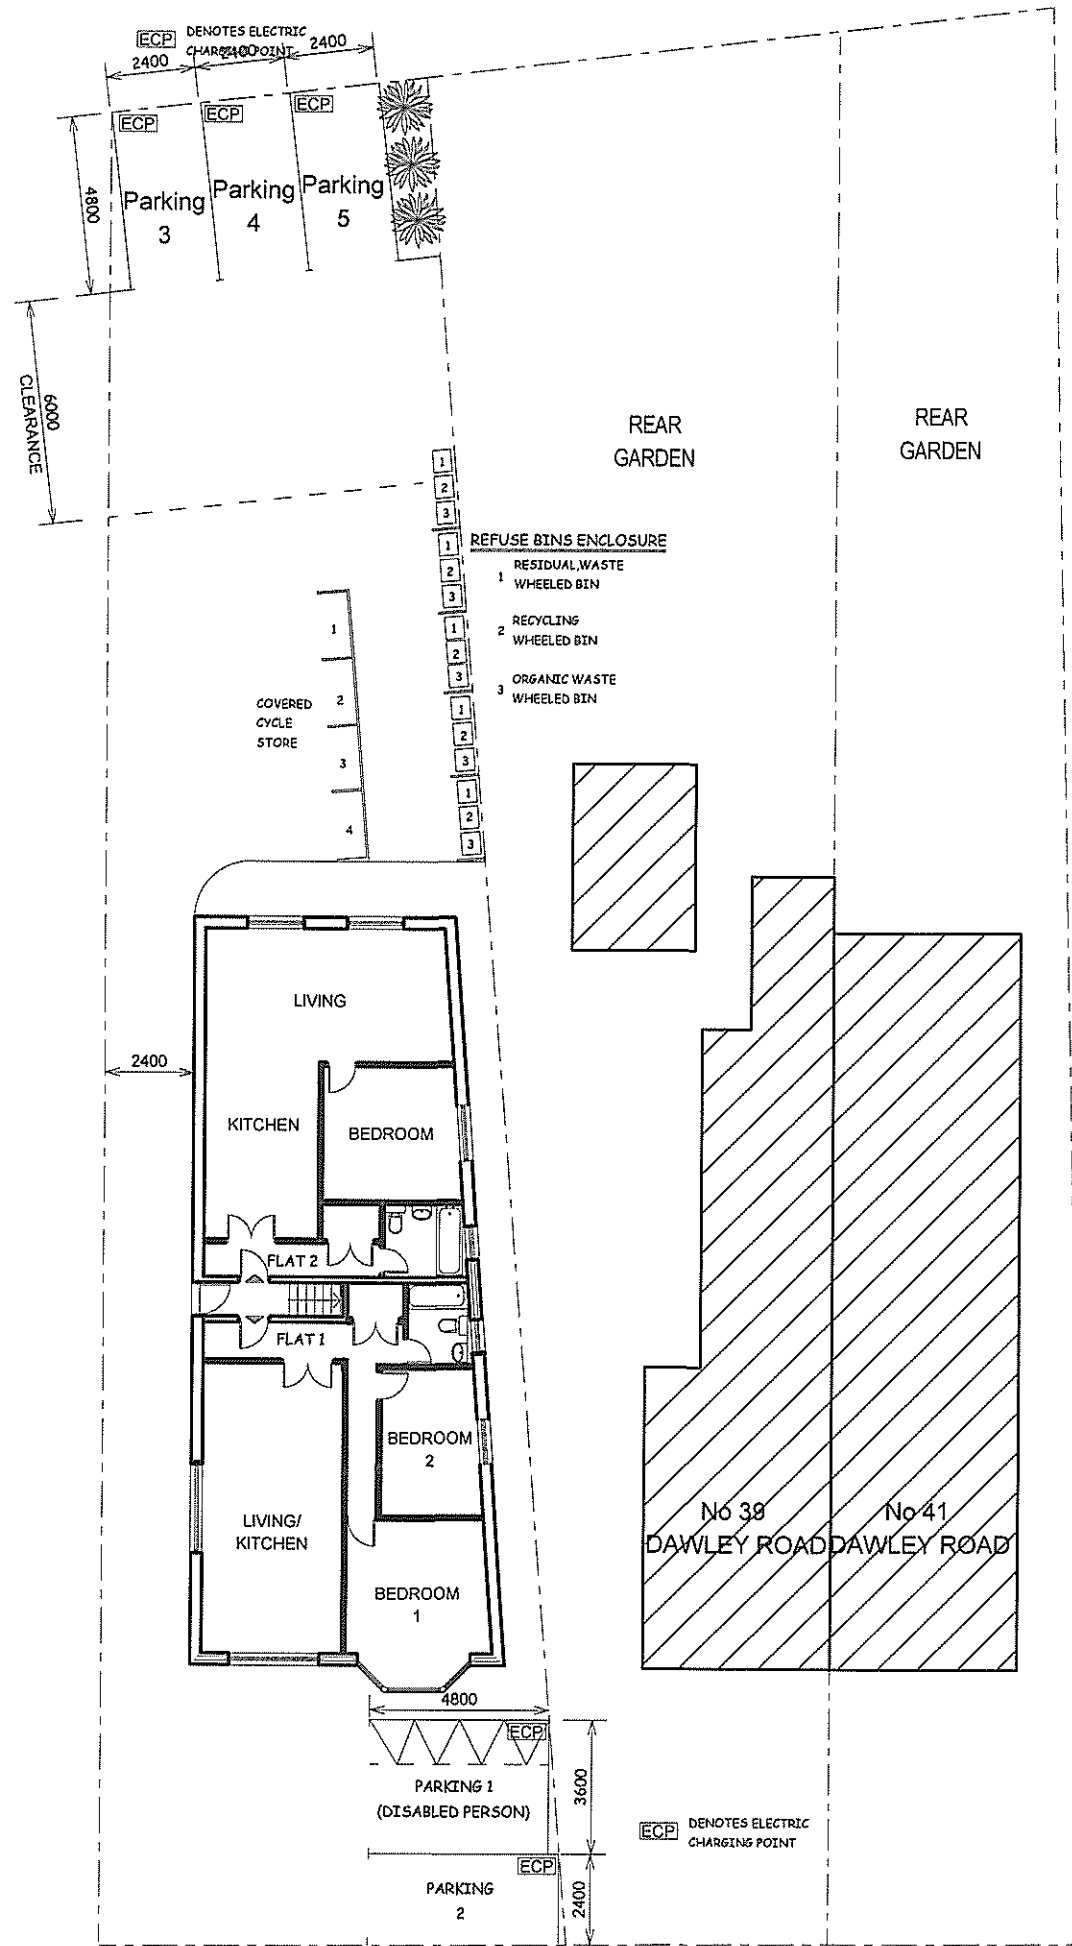 ECP DENOTES ELECTRIC
CHARGING POINT
2400
2400
2400
ECP
ECP
ECP
Parking
3
Parking
4
Parking
5
4800
6000
CLEARANCE
REAR
GARDEN
REAR
GARDEN
1
2
3
1
2
3
1
2
3
1
2
3
1
2
3
REFUSE BINS ENCLOSURE
1 RESIDUAL,WASTE
WHEELED BIN
2 RECYCLING
WHEELED BIN
3 ORGANIC WASTE
WHEELED BIN
COVERED
CYCLE
STORE
1
2
3
4
LIVING
2400
KITCHEN
BEDROOM
FLAT 2
FLAT 1
BEDROOM
2
LIVING/
KITCHEN
BEDROOM
1
No 39
DAWLEY ROAD
No 41
DAWLEY ROAD
4800
ECP
PARKING 1
(DISABLED PERSON)
3600
ECP DENOTES ELECTRIC
CHARGING POINT
ECP
PARKING
2
2400